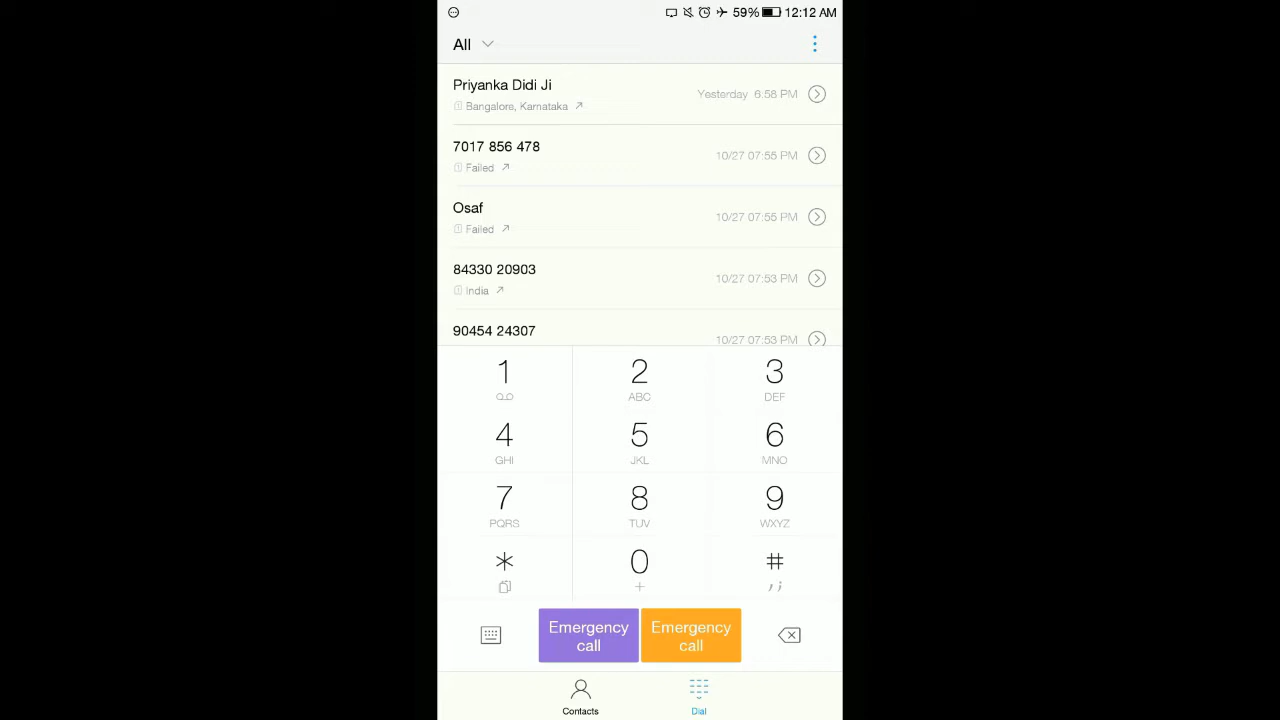 59% 12:12 AM
All
Priyanka Didi Ji
Yesterday 6:58 PM
Bangalore, Karnataka
7017 856 478
10/27 07:55 PM
Failed
Osaf
10/27 07:55 PM
Failed
84330 20903
10/27 07:53 PM
India
90454 24307
10/27 07:53 PM
1 2 3
ABC DEF
4 5 6
GHI JKL MNO
7 8 9
PQRS TUV WXYZ
* 0 #
+ , ;
Emergency call
Emergency call
Contacts Dial